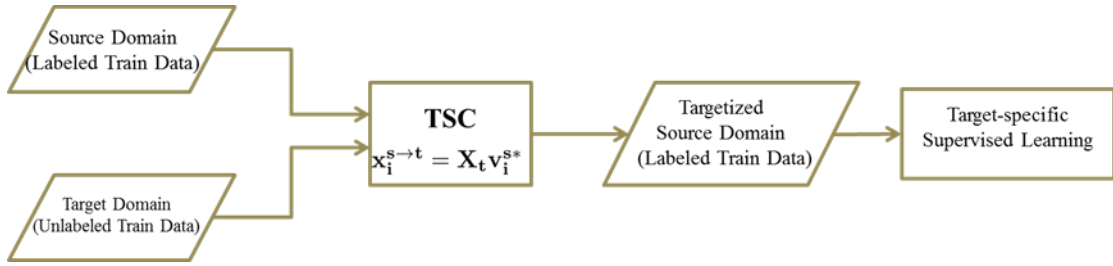 Source Domain
(Labeled Train Data)
Target Domain
(Unlabeled Train Data)
TSC
x_i^{s→t} = X_t v_i^{s*}
Targetized
Source Domain
(Labeled Train Data)
Target-specific
Supervised Learning